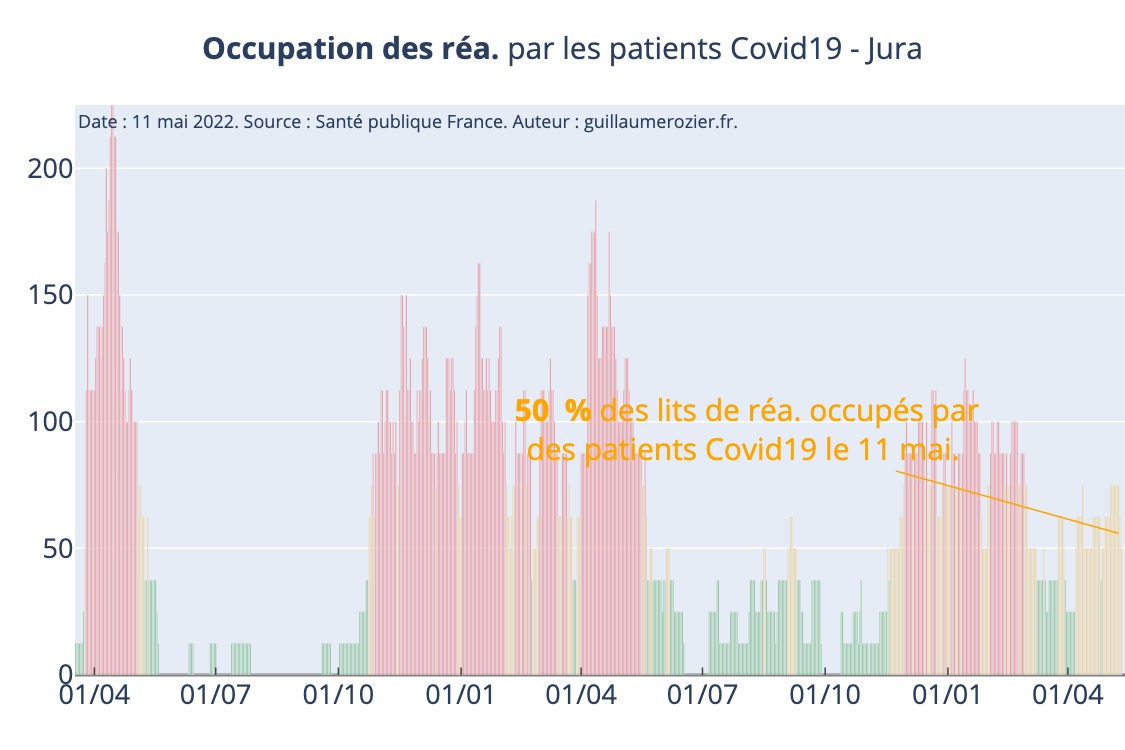 Occupation des réa. par les patients Covid19 - Jura
Date : 11 mai 2022. Source : Santé publique France. Auteur : guillaumerozier.fr.
200
150
100
50
0
50  % des lits de réa. occupés par
des patients Covid19 le 11 mai.
01/04 01/07 01/10 01/01 01/04 01/07 01/10 01/01 01/04